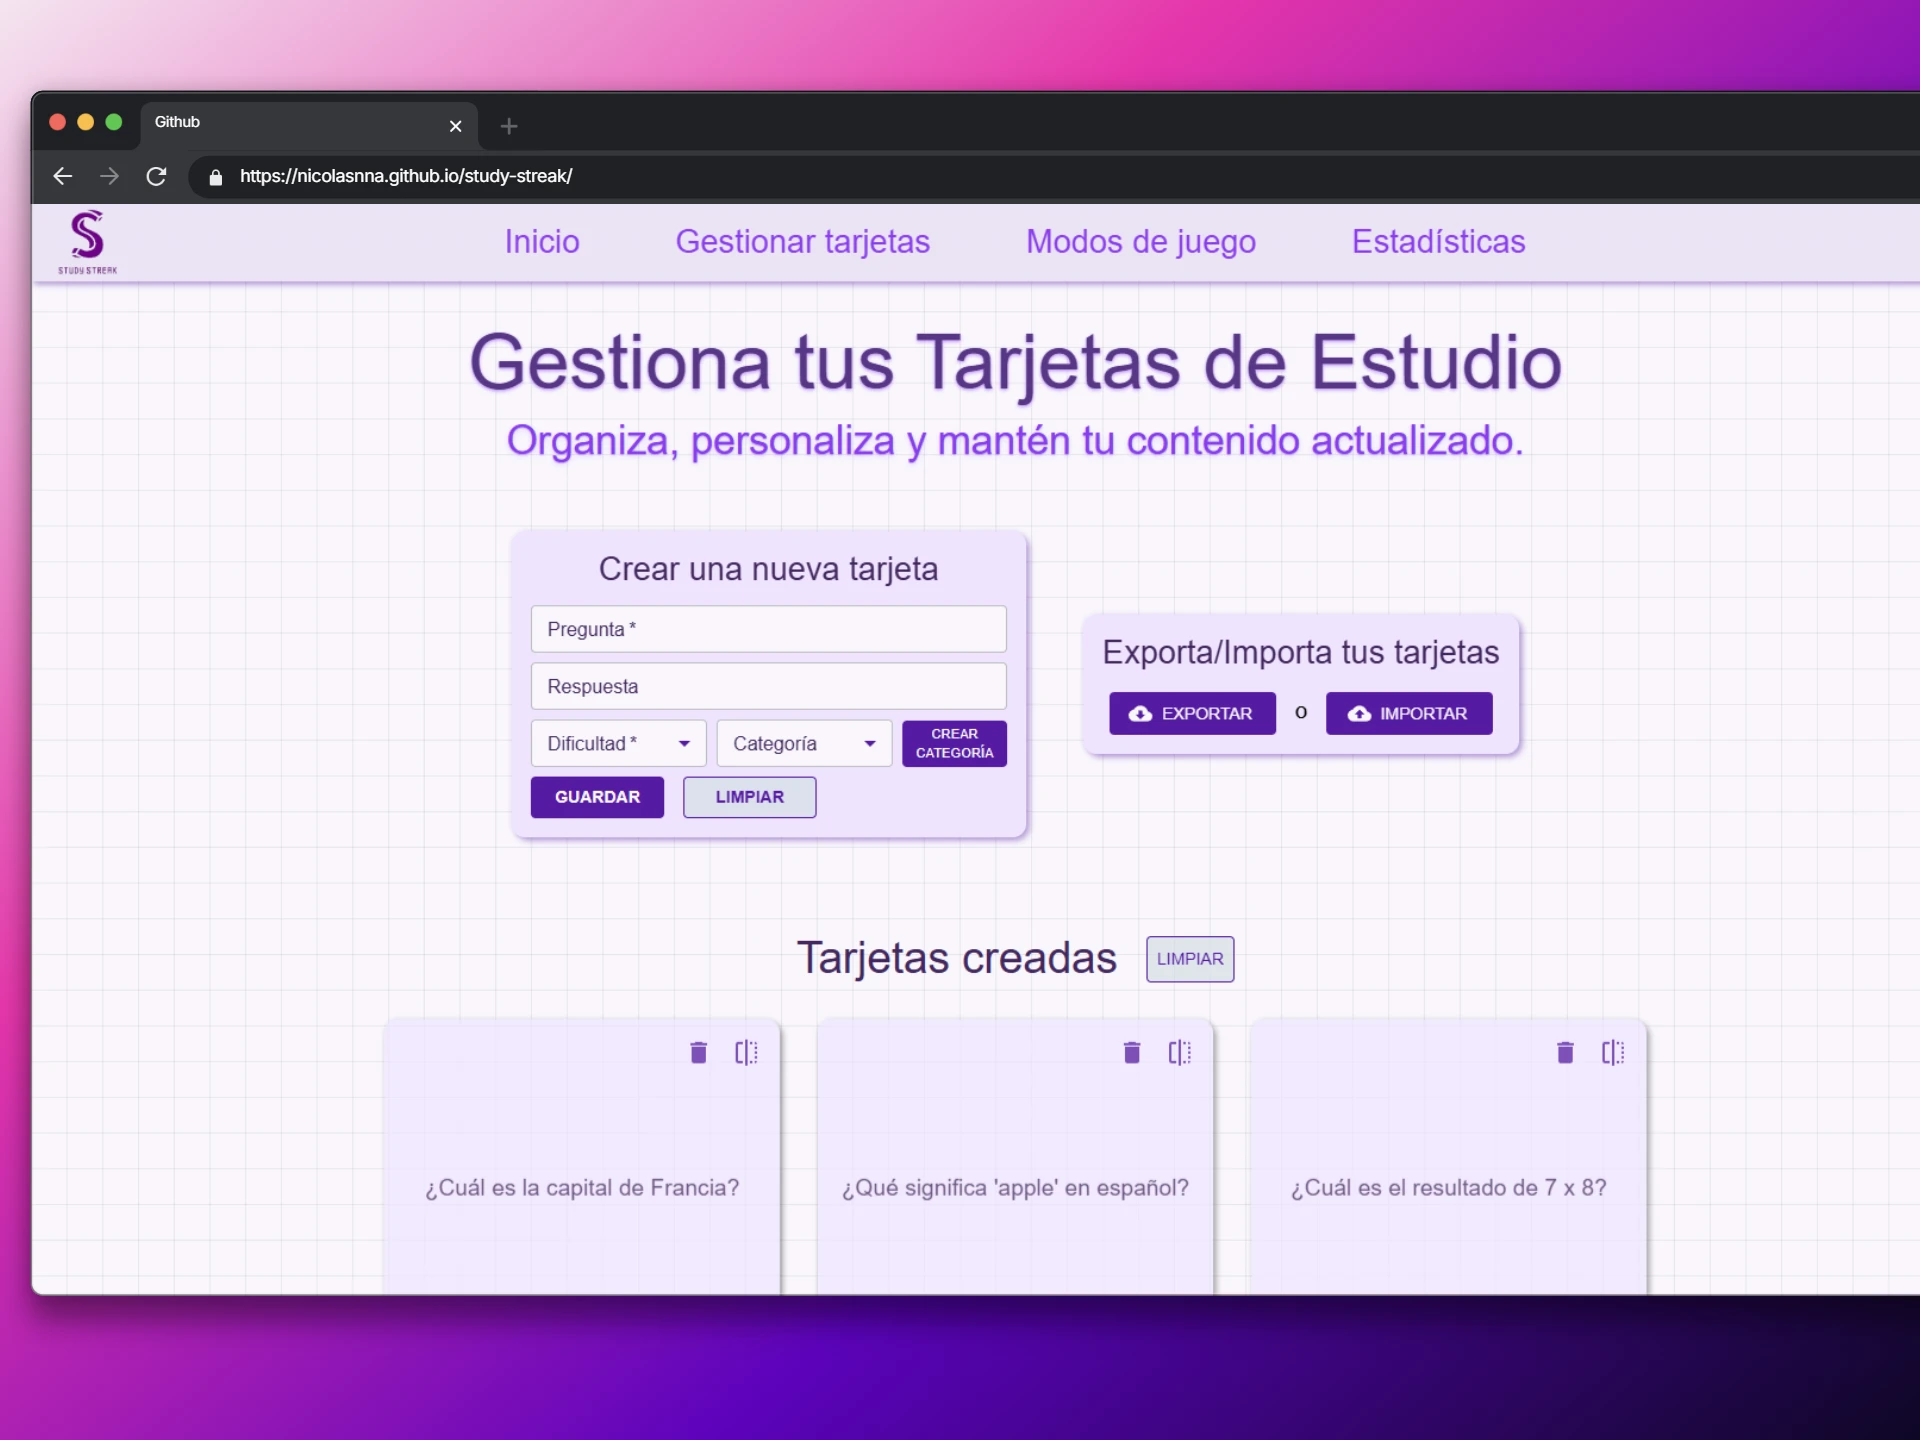 Github
https://nicolasnna.github.io/study-streak/
STUDY STREAK
Inicio Gestionar tarjetas Modos de juego Estadísticas
Gestiona tus Tarjetas de Estudio
Organiza, personaliza y mantén tu contenido actualizado.
Crear una nueva tarjeta
Pregunta *
Respuesta
Dificultad * Categoría CREAR
CATEGORÍA
GUARDAR LIMPIAR
Exporta/Importa tus tarjetas
EXPORTAR o IMPORTAR
Tarjetas creadas LIMPIAR
¿Cuál es la capital de Francia?
¿Qué significa 'apple' en español?
¿Cuál es el resultado de 7 x 8?